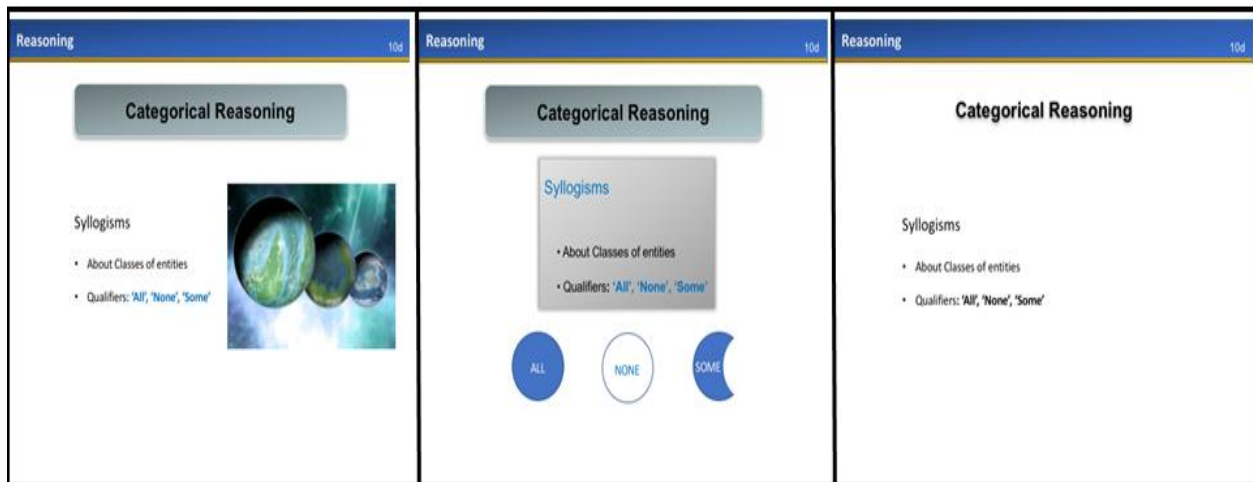 Reasoning
10d
Categorical Reasoning
Syllogisms
• About Classes of entities
• Qualifiers: 'All', 'None', 'Some'
Reasoning
10d
Categorical Reasoning
Syllogisms
• About Classes of entities
• Qualifiers: 'All', 'None', 'Some'
ALL
NONE
SOME
Reasoning
10d
Categorical Reasoning
Syllogisms
• About Classes of entities
• Qualifiers: 'All', 'None', 'Some'